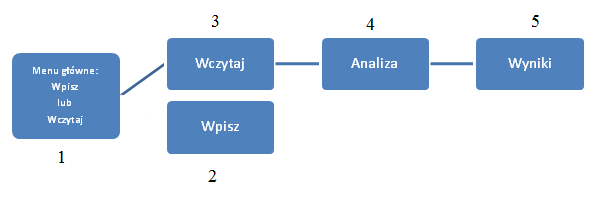 3
4
5
Menu główne:
Wpisz
lub
Wczytaj
Wczytaj
Analiza
Wyniki
Wpisz
1
2